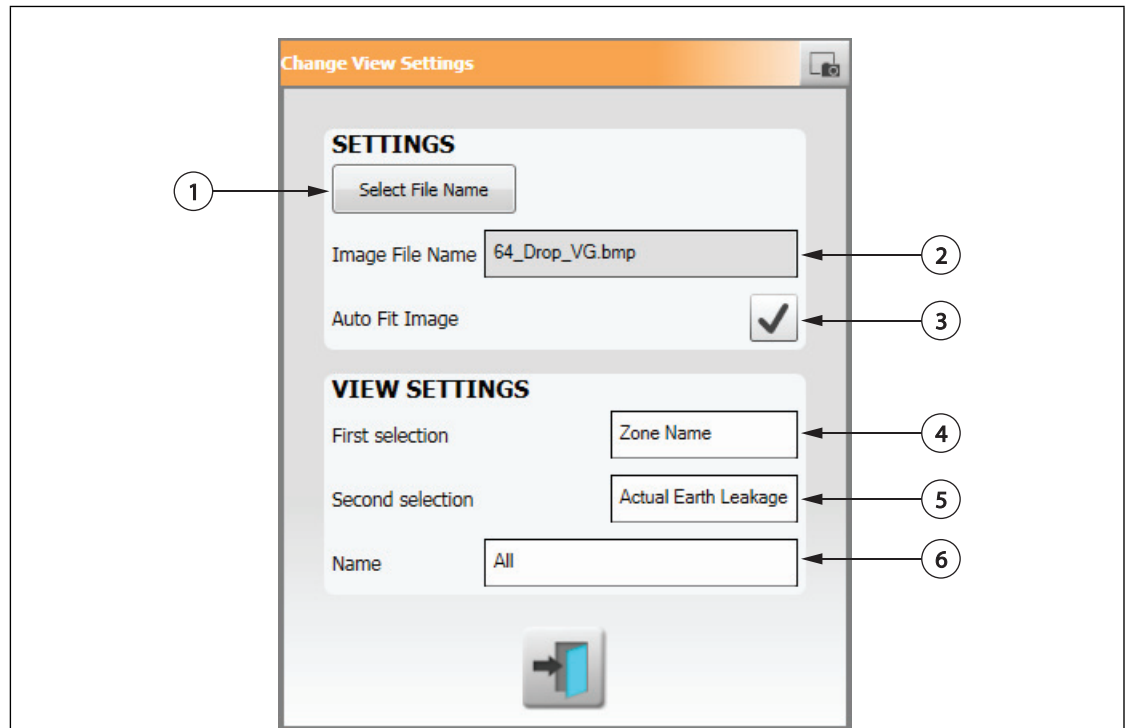 Change View Settings
SETTINGS
1
Select File Name
Image File Name 64_Drop_VG.bmp 2
Auto Fit Image 3
VIEW SETTINGS
First selection Zone Name 4
Second selection Actual Earth Leakage 5
Name All 6